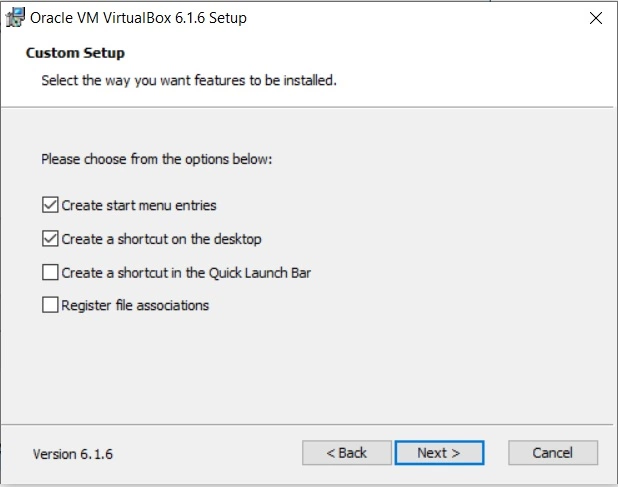 Oracle VM VirtualBox 6.1.6 Setup
Custom Setup
Select the way you want features to be installed.
Please choose from the options below:
Create start menu entries
Create a shortcut on the desktop
Create a shortcut in the Quick Launch Bar
Register file associations
Version 6.1.6
< Back
Next >
Cancel